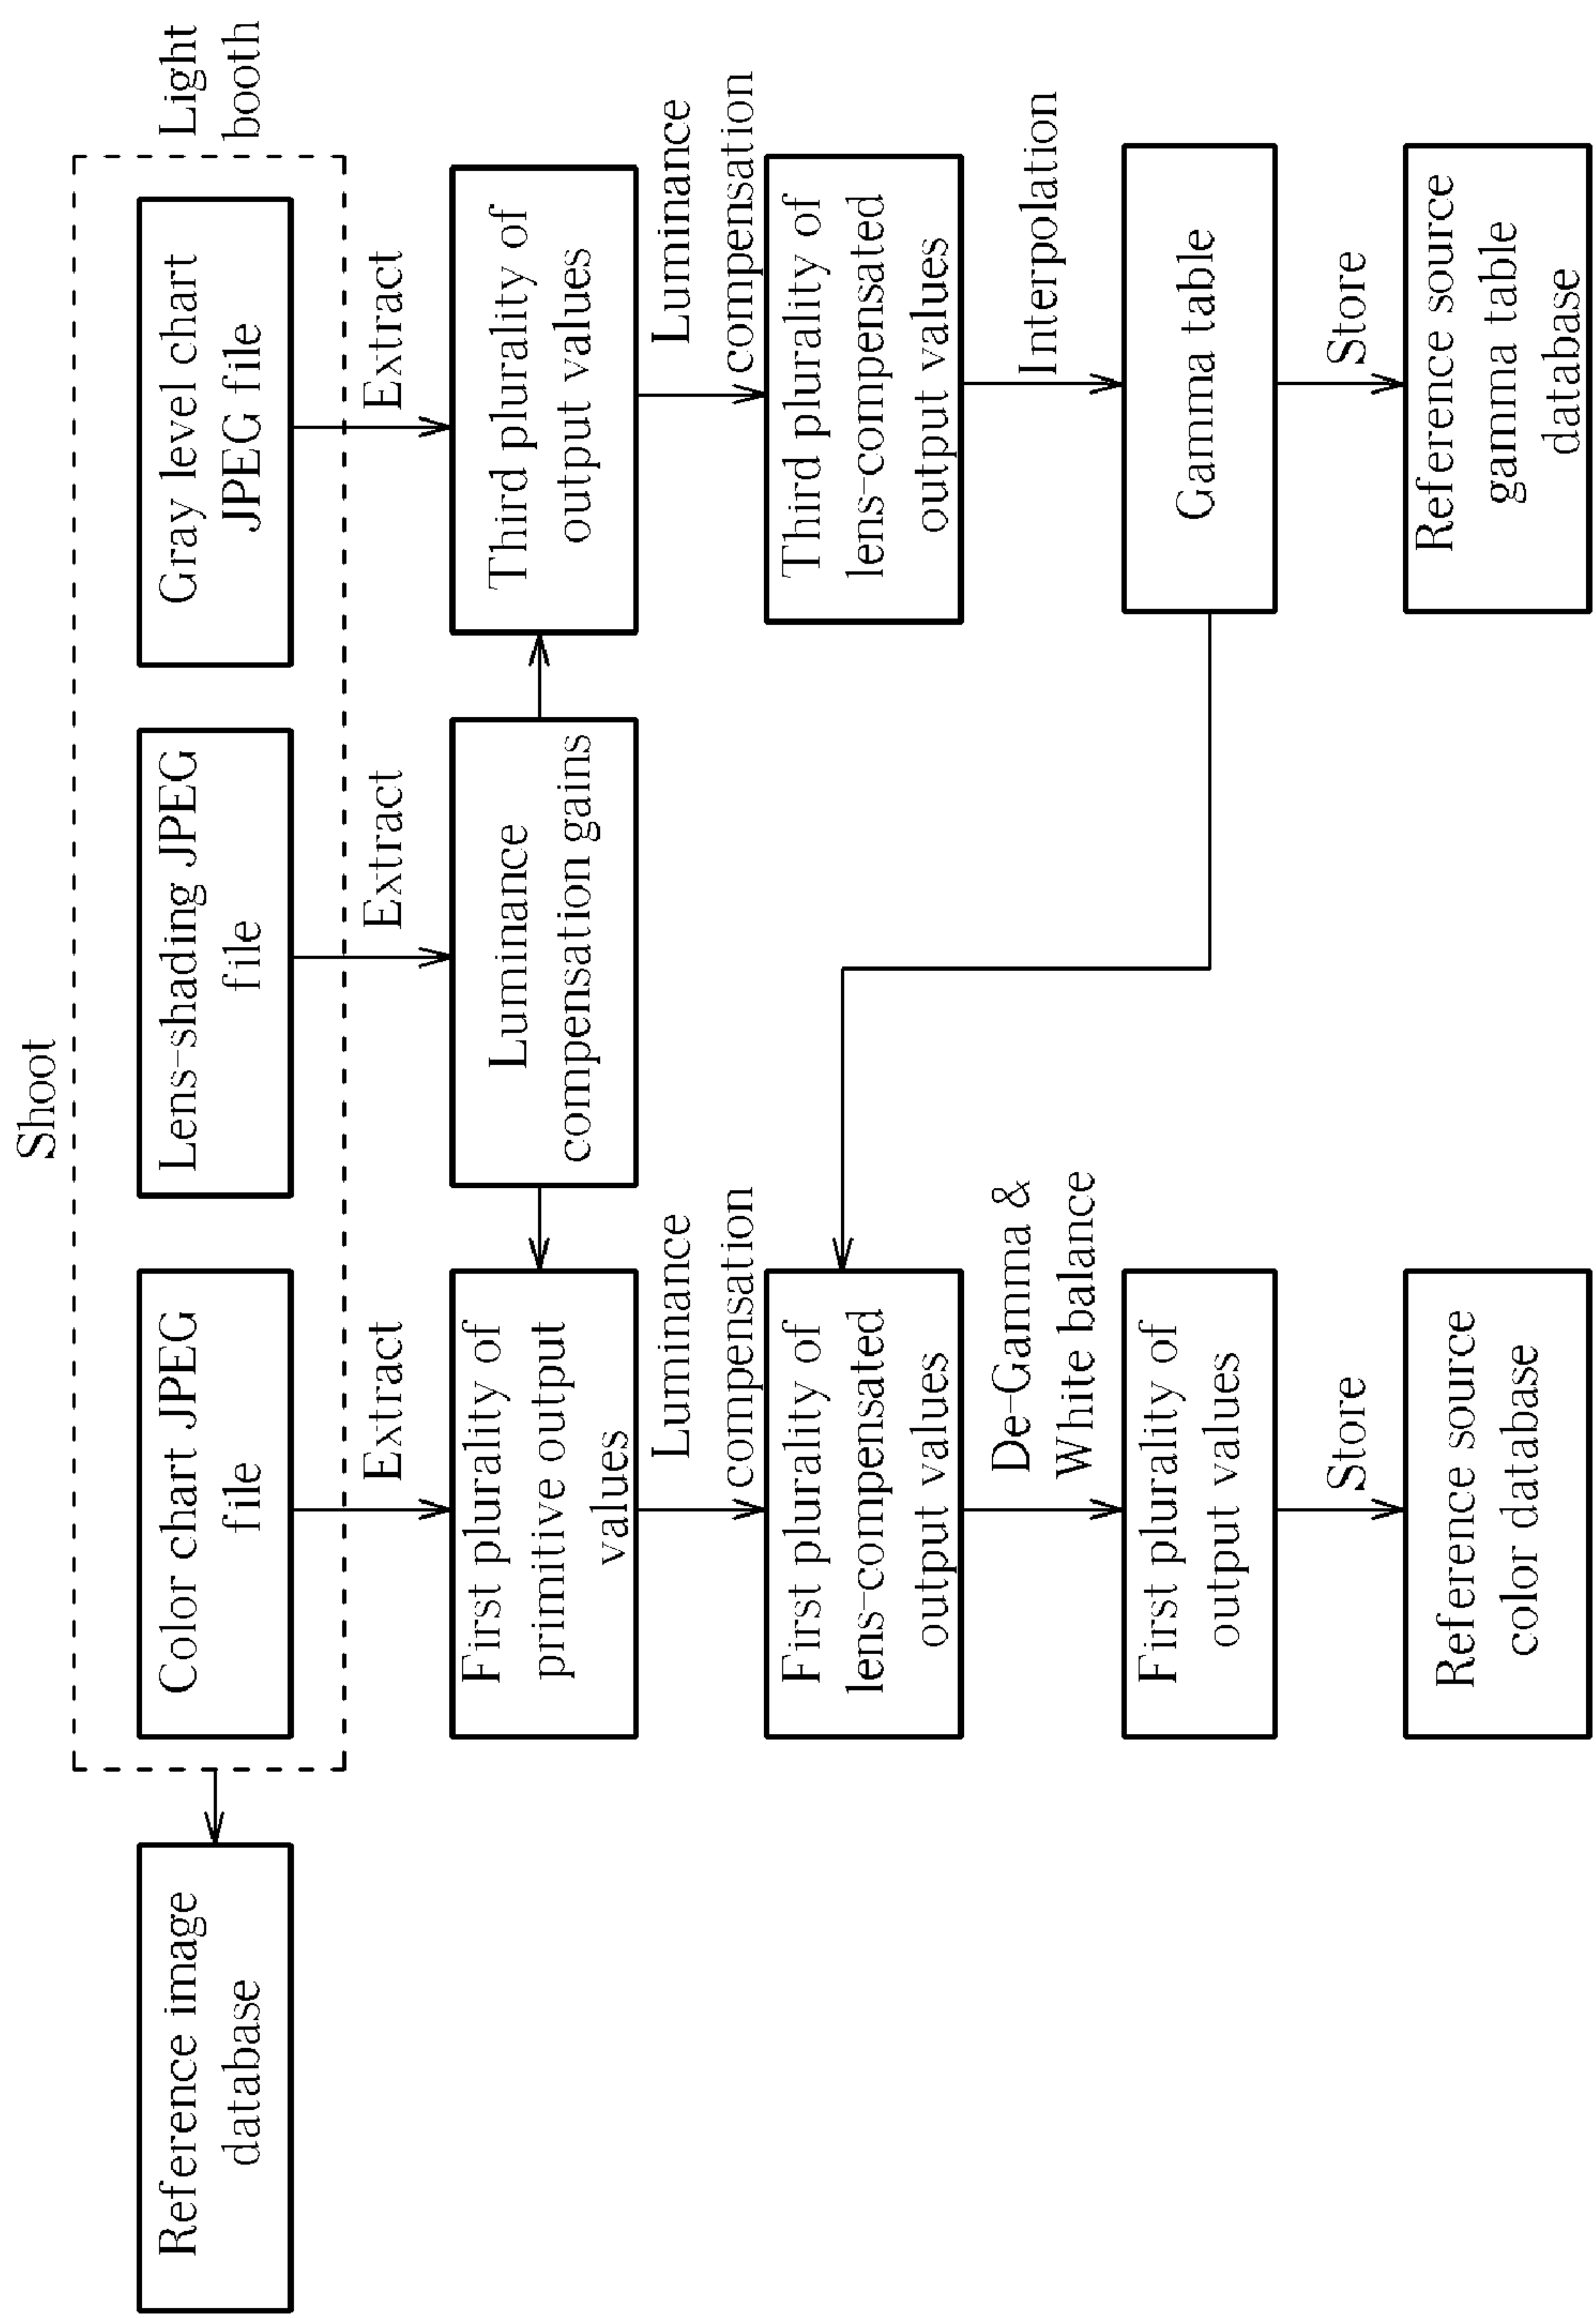 Shoot
Light
booth
Reference image
database
Color chart JPEG
file
Lens-shading JPEG
file
Gray level chart
JPEG file
Extract
Extract
Extract
First plurality of
primitive output
values
Luminance
compensation gains
Third plurality of
output values
Luminance
compensation
Luminance
compensation
First plurality of
lens-compensated
output values
Third plurality of
lens-compensated
output values
De-Gamma &
White balance
Interpolation
First plurality of
output values
Gamma table
Store
Store
Reference source
color database
Reference source
gamma table
database